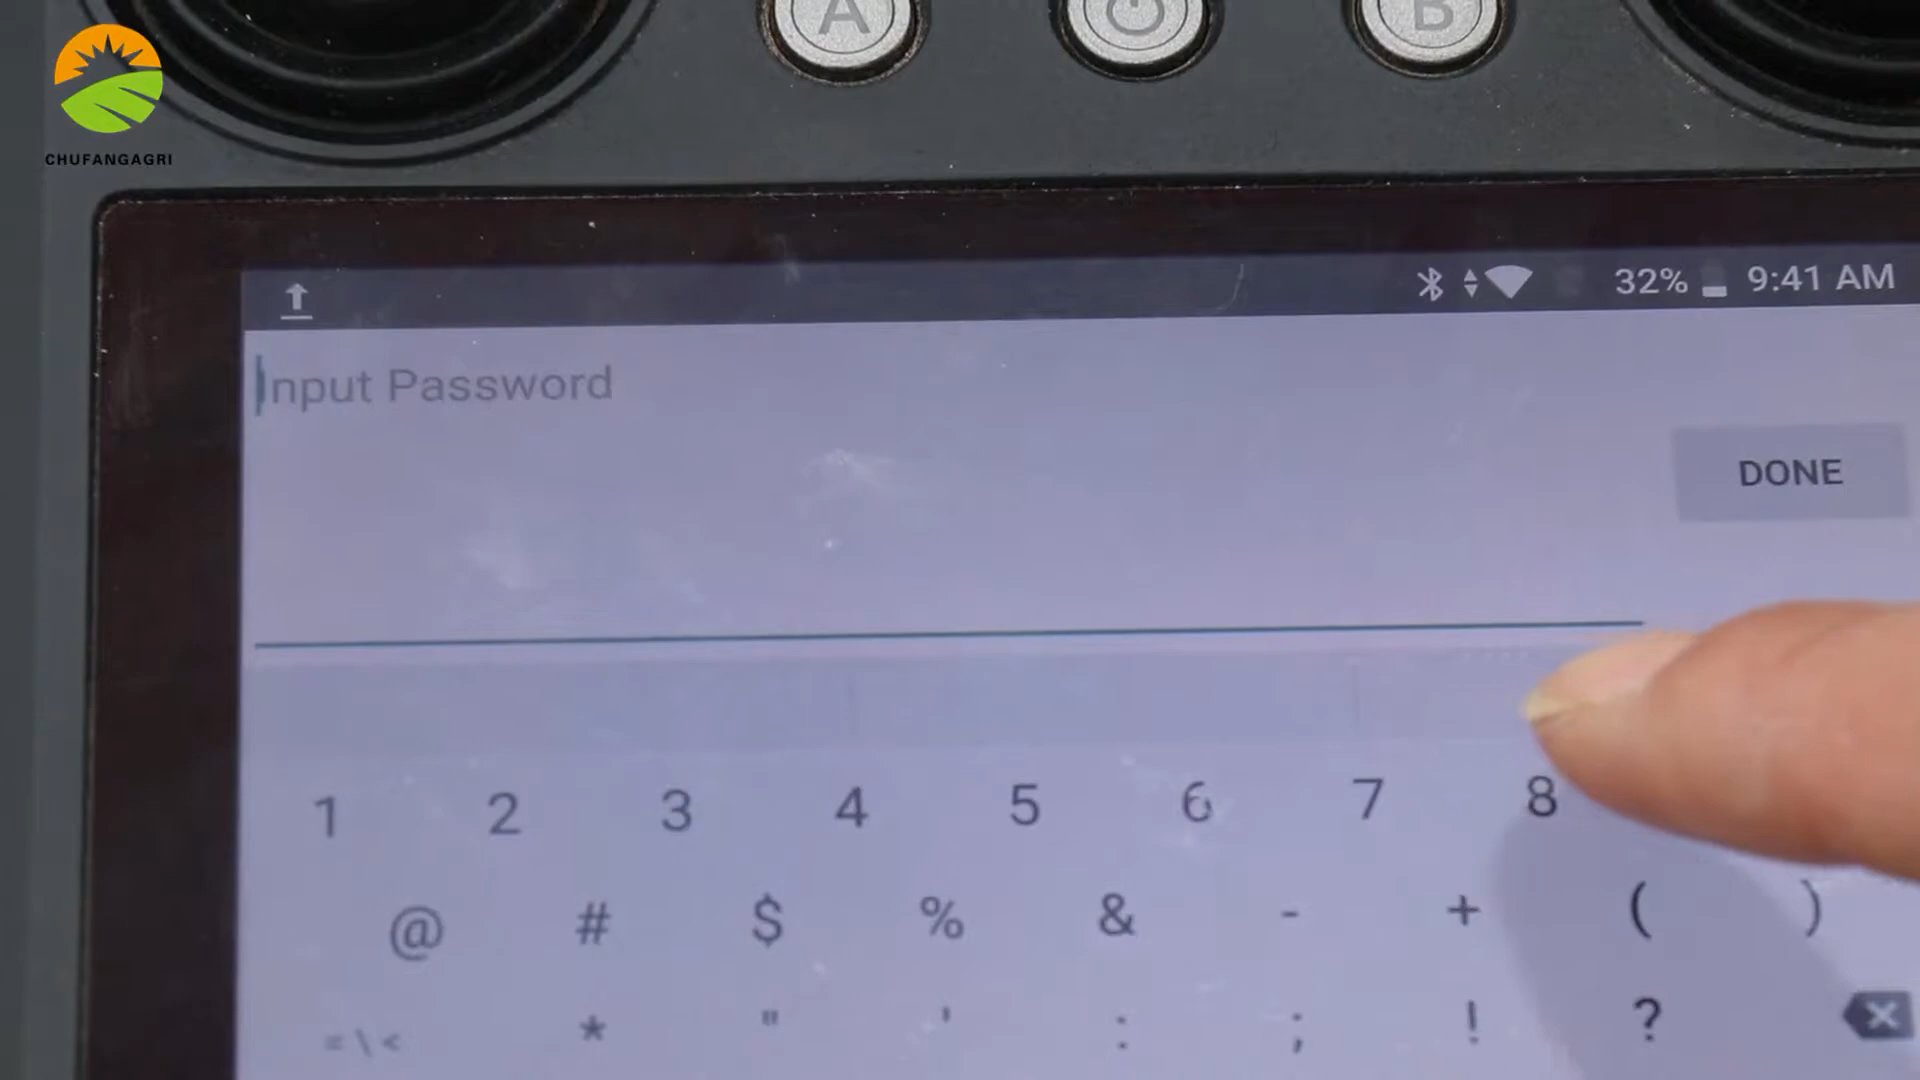 A B
CHUFANGAGRI
32% 9:41 AM
Input Password
DONE
1 2 3 4 5 6 7 8
@ # $ % & - + ( )
= \ < * " ' : ; ! ?